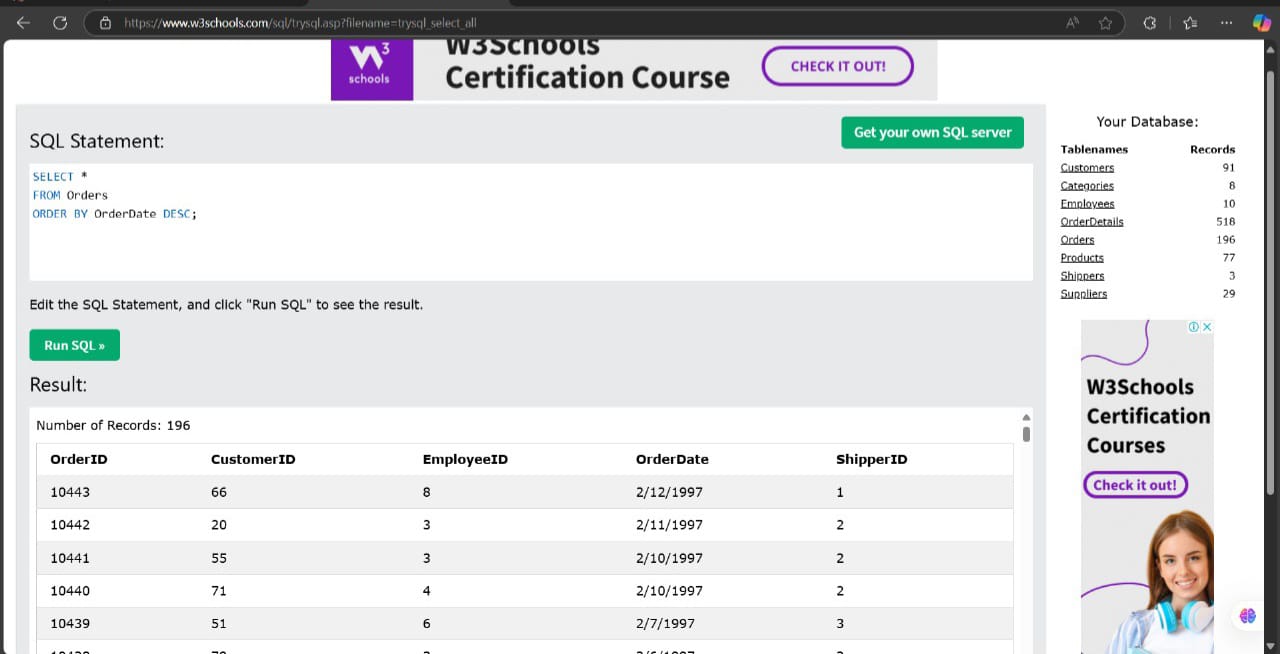 https://www.w3schools.com/sql/trysql.asp?filename=trysql_select_all
W3Schools
Certification Course
CHECK IT OUT!
W3
schools
SQL Statement:
Get your own SQL server
SELECT *
FROM Orders
ORDER BY OrderDate DESC;
Edit the SQL Statement, and click "Run SQL" to see the result.
Run SQL »
Result:
Number of Records: 196
OrderID CustomerID EmployeeID OrderDate ShipperID
10443 66 8 2/12/1997 1
10442 20 3 2/11/1997 2
10441 55 3 2/10/1997 2
10440 71 4 2/10/1997 2
10439 51 6 2/7/1997 3
Your Database:
Tablenames Records
Customers 91
Categories 8
Employees 10
OrderDetails 518
Orders 196
Products 77
Shippers 3
Suppliers 29
W3Schools
Certification
Courses
Check it out!